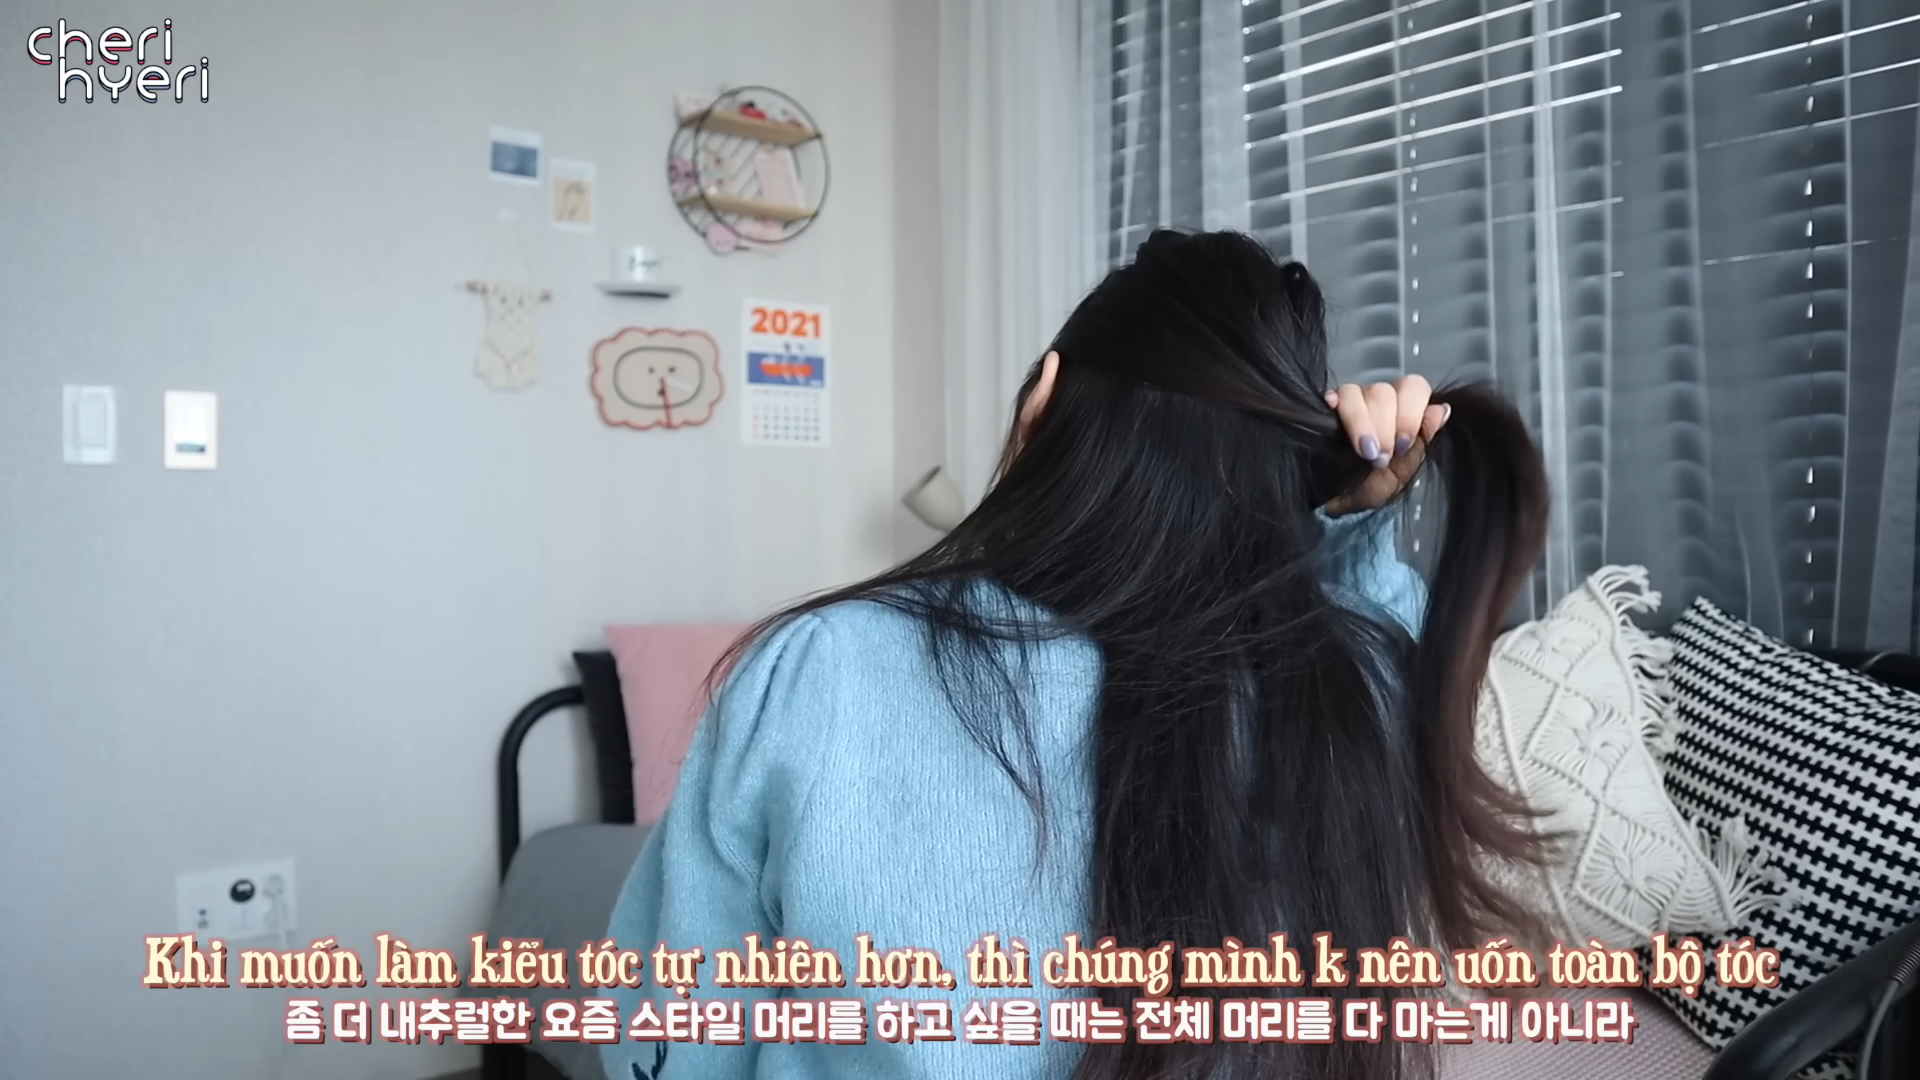 cheri
hyeri
2021
Khi muốn làm kiểu tóc tự nhiên hơn, thì chúng mình k nên uốn toàn bộ tóc
좀 더 내추럴한 요즘 스타일 머리를 하고 싶을 때는 전체 머리를 다 마는게 아니라